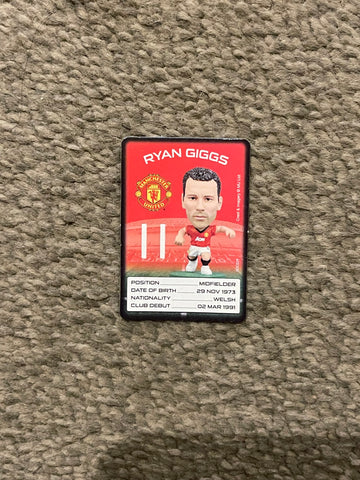 RYAN GIGGS
MANCHESTER
UNITED
11
AON
POSITION MIDFIELDER
DATE OF BIRTH 29 NOV 1973
NATIONALITY WELSH
CLUB DEBUT 02 MAR 1991